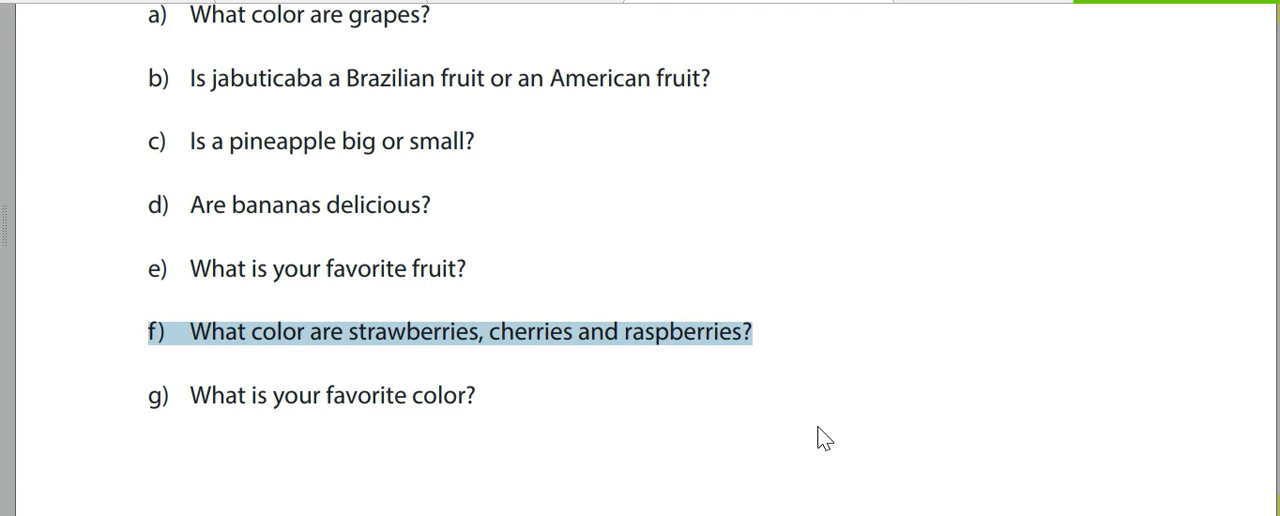 a) What color are grapes?
b) Is jabuticaba a Brazilian fruit or an American fruit?
c) Is a pineapple big or small?
d) Are bananas delicious?
e) What is your favorite fruit?
f) What color are strawberries, cherries and raspberries?
g) What is your favorite color?